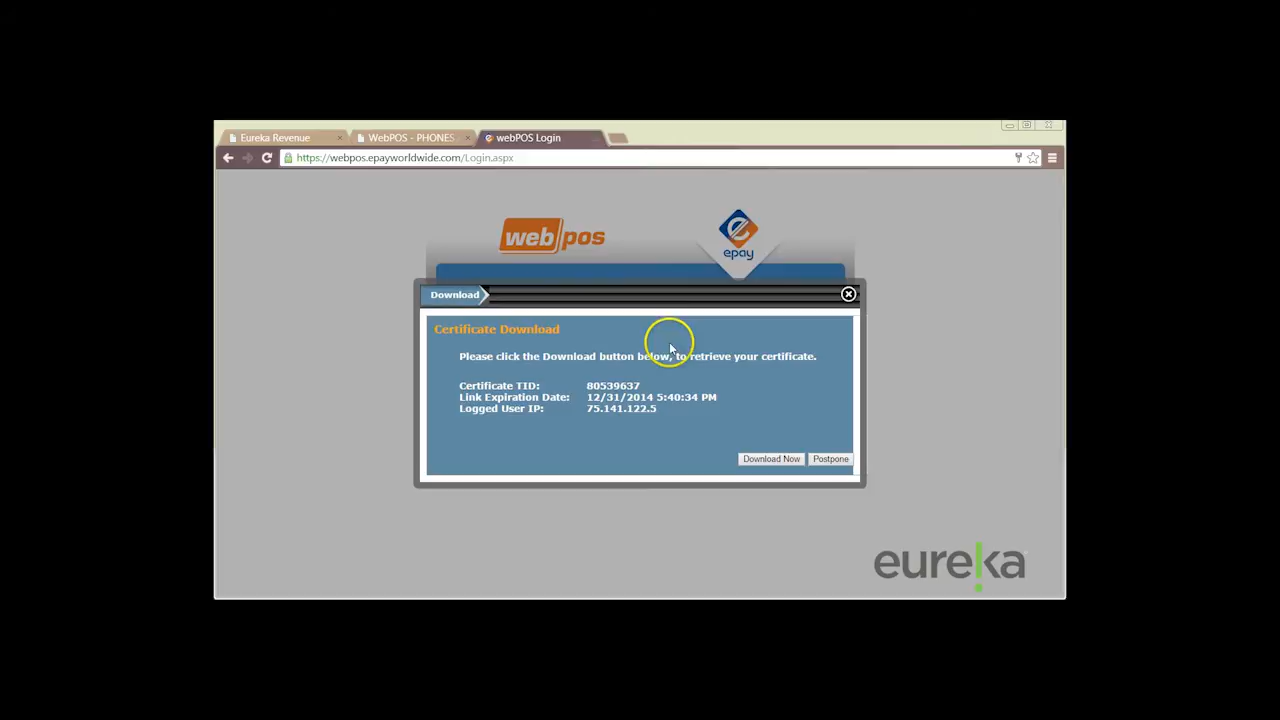 Eureka Revenue
WebPOS - PHONES
webPOS Login
https://webpos.epayworldwide.com/Login.aspx
web pos
epay
Download
Certificate Download
Please click the Download button below, to retrieve your certificate.
Certificate TID: 80539637
Link Expiration Date: 12/31/2014 5:40:34 PM
Logged User IP: 75.141.122.5
Download Now Postpone
eureka!